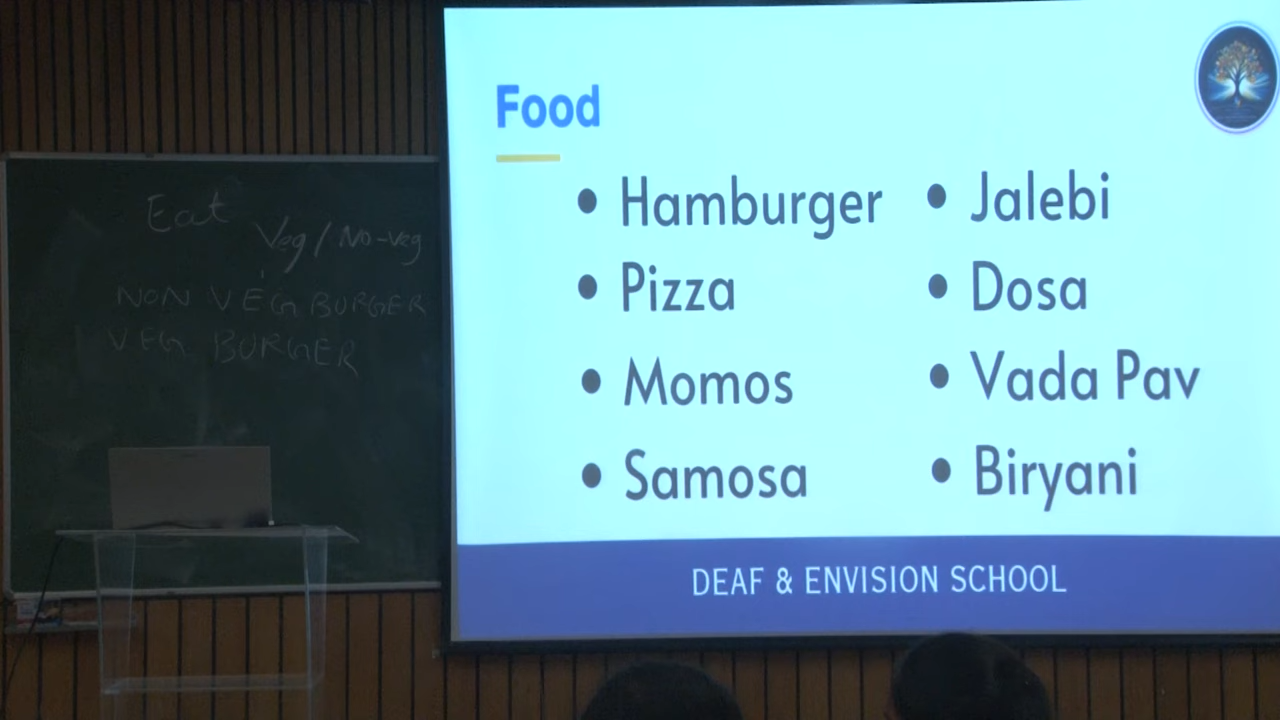 Eat
Veg / No-veg
NON VEG BURGER
VEG BURGER
Food
• Hamburger
• Pizza
• Momos
• Samosa
• Jalebi
• Dosa
• Vada Pav
• Biryani
DEAF & ENVISION SCHOOL